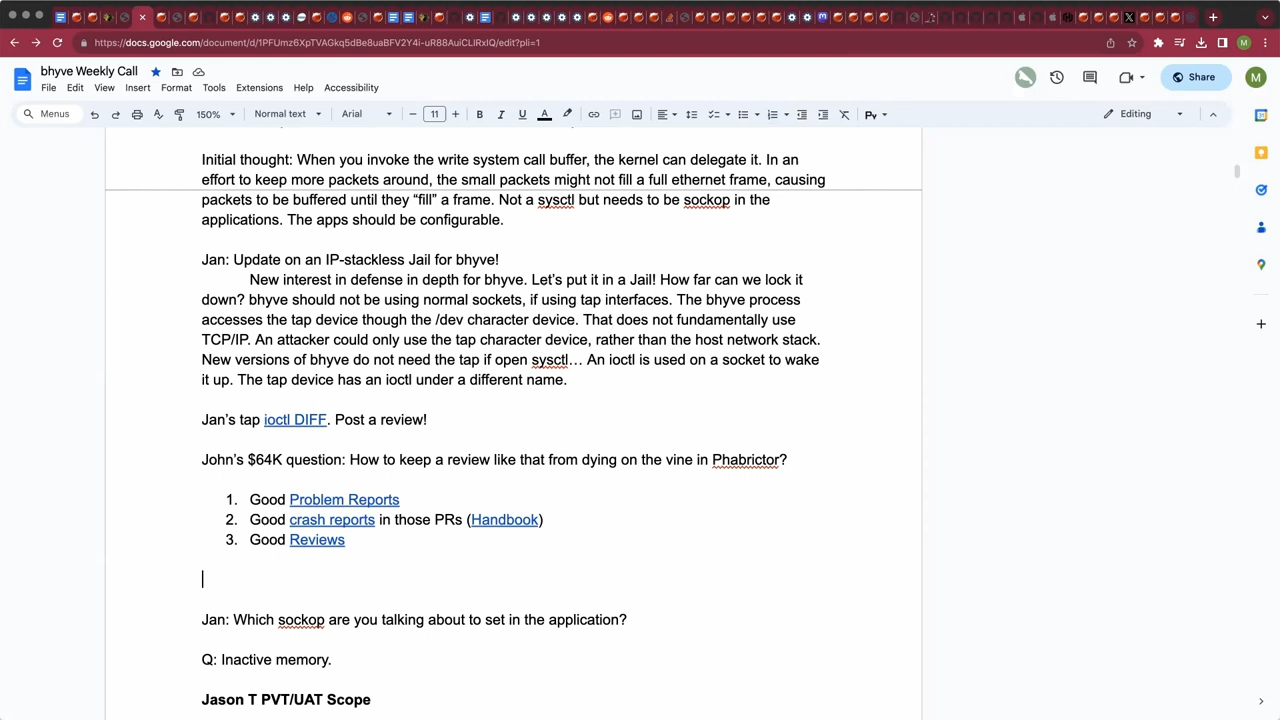 https://docs.google.com/document/d/1PFUmz6XpTVAGkq5dBe8uaBFV2Y4i-uR88AuiCLIRxIQ/edit?pli=1
M
bhyve Weekly Call
File Edit View Insert Format Tools Extensions Help Accessibility
Share
M
Menus
150%
Normal text
Arial
11
Editing
Initial thought: When you invoke the write system call buffer, the kernel can delegate it. In an
effort to keep more packets around, the small packets might not fill a full ethernet frame, causing
packets to be buffered until they “fill” a frame. Not a sysctl but needs to be sockop in the
applications. The apps should be configurable.
Jan: Update on an IP-stackless Jail for bhyve!
New interest in defense in depth for bhyve. Let’s put it in a Jail! How far can we lock it
down? bhyve should not be using normal sockets, if using tap interfaces. The bhyve process
accesses the tap device though the /dev character device. That does not fundamentally use
TCP/IP. An attacker could only use the tap character device, rather than the host network stack.
New versions of bhyve do not need the tap if open sysctl… An ioctl is used on a socket to wake
it up. The tap device has an ioctl under a different name.
Jan’s tap ioctl DIFF. Post a review!
John’s $64K question: How to keep a review like that from dying on the vine in Phabrictor?
1. Good Problem Reports
2. Good crash reports in those PRs (Handbook)
3. Good Reviews
Jan: Which sockop are you talking about to set in the application?
Q: Inactive memory.
Jason T PVT/UAT Scope